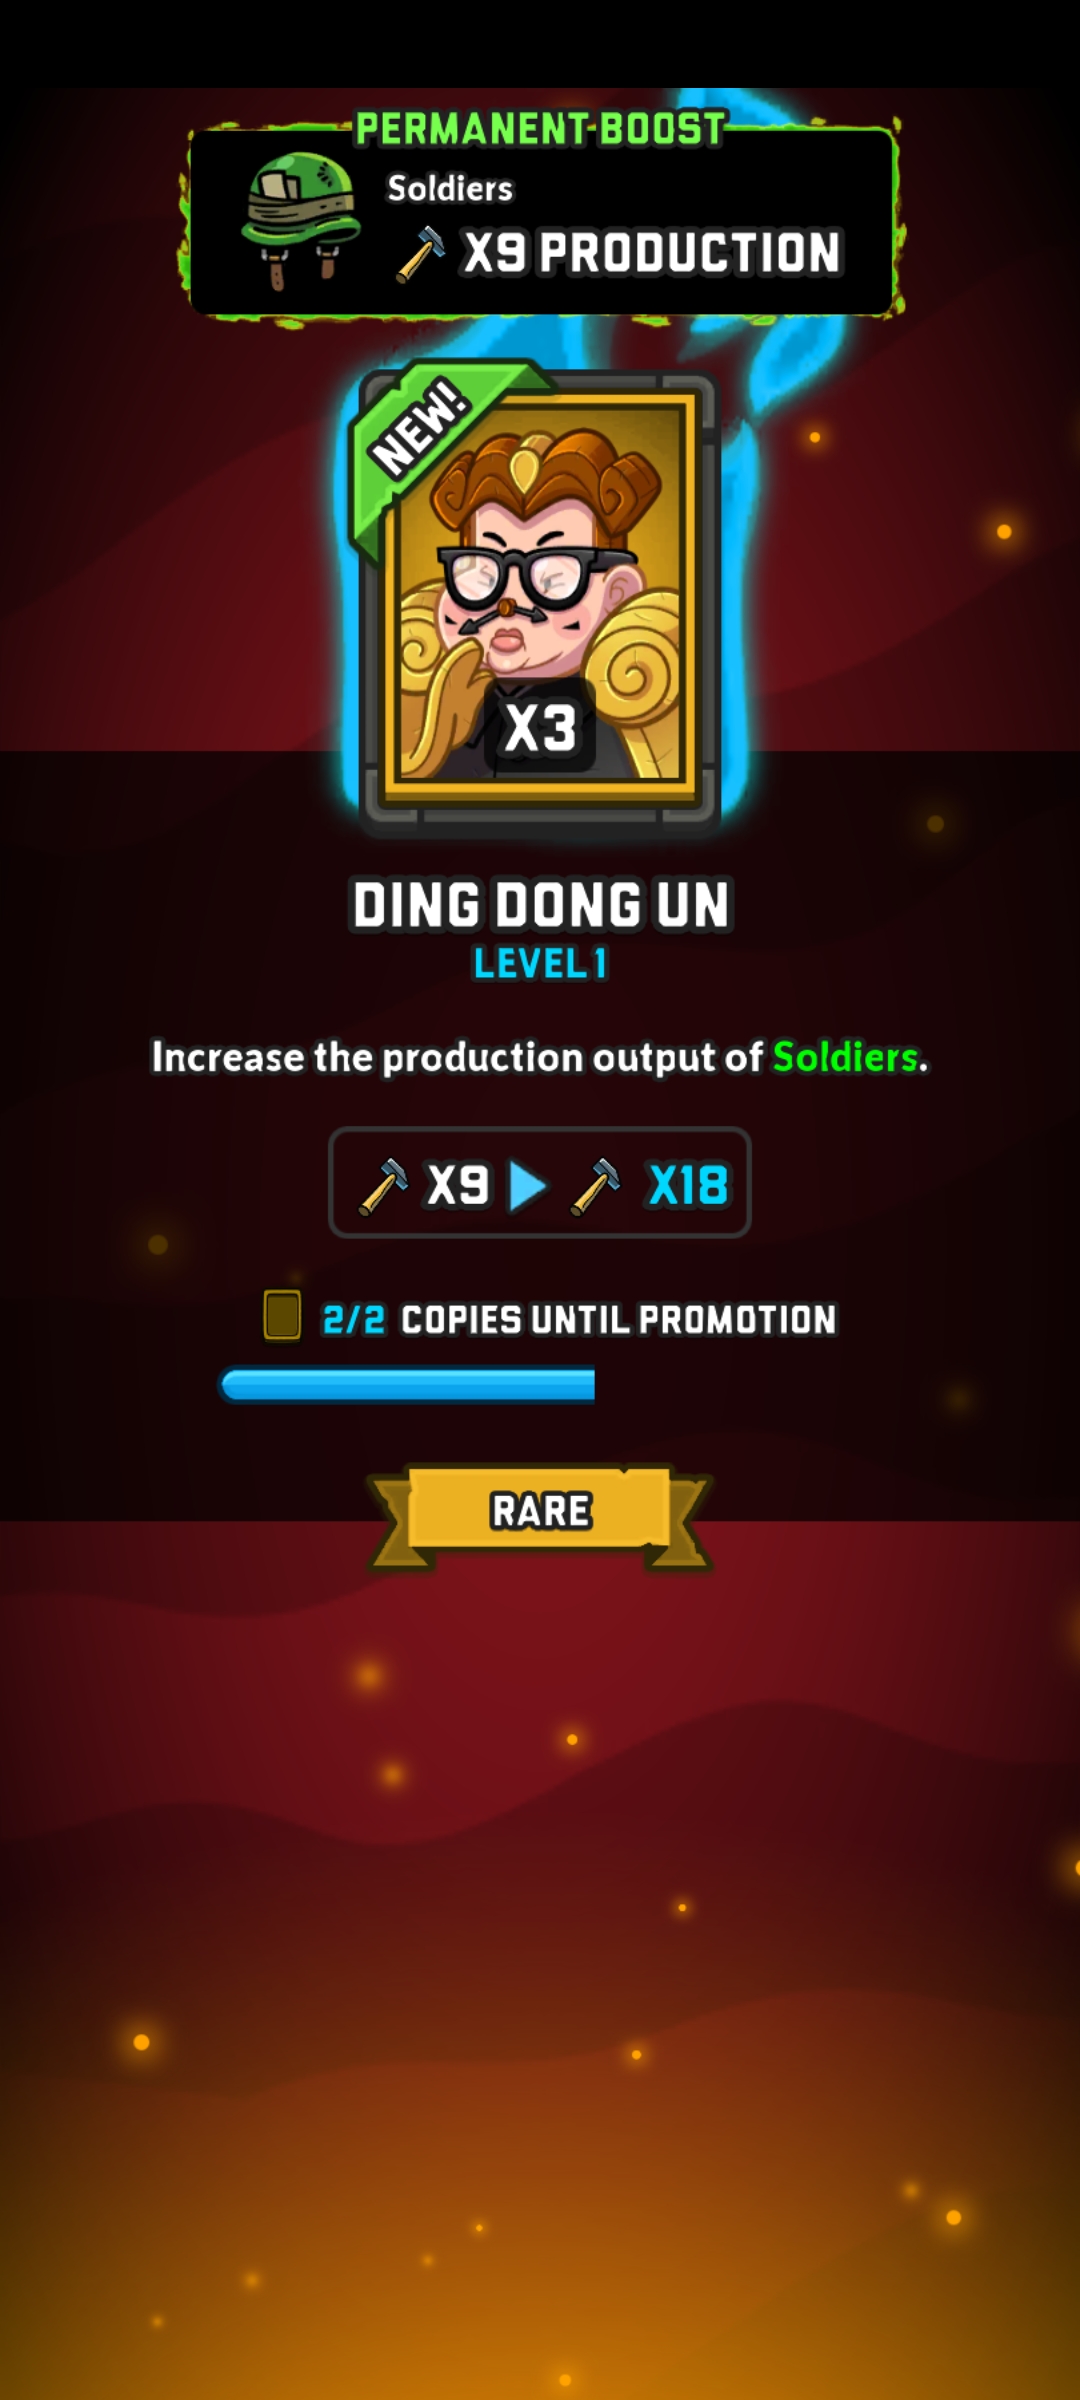 PERMANENT BOOST
Soldiers
X9 PRODUCTION
NEW!
X3
DING DONG UN
LEVEL 1
Increase the production output of Soldiers.
X9 X18
2/2 COPIES UNTIL PROMOTION
RARE